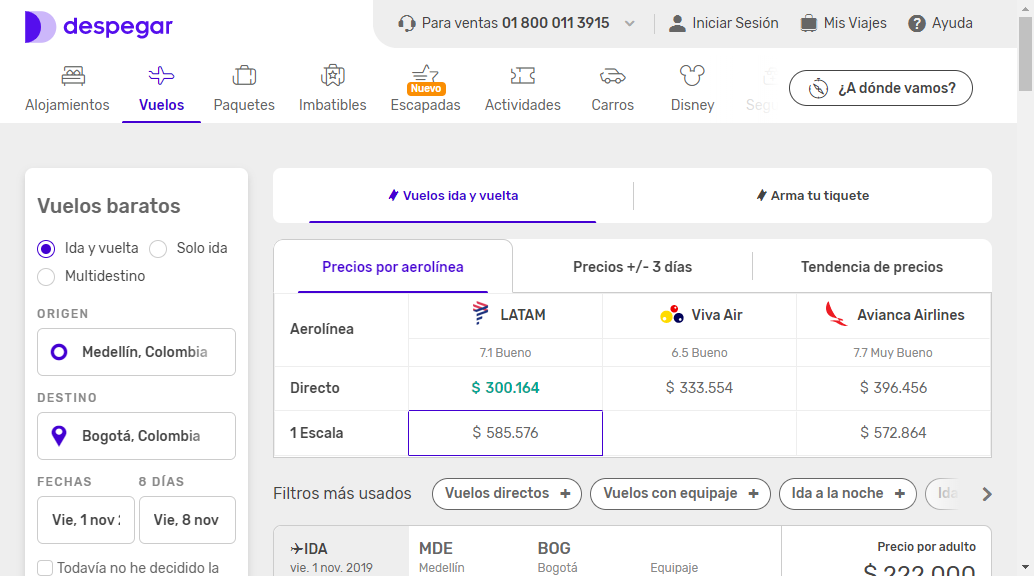 despegar
Para ventas 01 800 011 3915
Iniciar Sesión
Mis Viajes
Ayuda
Alojamientos
Vuelos
Paquetes
Imbatibles
Nuevo
Escapadas
Actividades
Carros
Disney
¿A dónde vamos?
Vuelos baratos
Ida y vuelta
Solo ida
Multidestino
ORIGEN
Medellín, Colombia
DESTINO
Bogotá, Colombia
FECHAS
8 DÍAS
Vie, 1 nov
Vie, 8 nov
Todavía no he decidido la
Vuelos ida y vuelta
Arma tu tiquete
Precios por aerolínea
Precios +/- 3 días
Tendencia de precios
Aerolínea
LATAM
Viva Air
Avianca Airlines
7.1 Bueno
6.5 Bueno
7.7 Muy Bueno
Directo
$ 300.164
$ 333.554
$ 396.456
1 Escala
$ 585.576
$ 572.864
Filtros más usados
Vuelos directos +
Vuelos con equipaje +
Ida a la noche +
Ida
IDA
MDE
BOG
Precio por adulto
vie. 1 nov. 2019
Medellín
Bogotá
Equipaje
$ 222.000